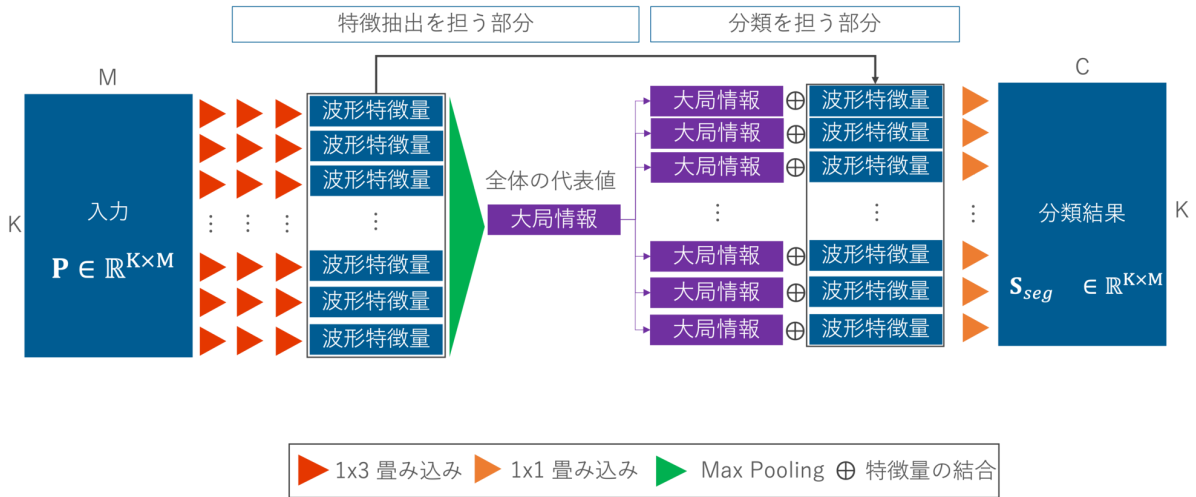 特徴抽出を担う部分
分類を担う部分
M
C
波形特徴量
波形特徴量
波形特徴量
⋮
波形特徴量
波形特徴量
波形特徴量
K
入力
P ∈ ℝ^{K×M}
⋮ ⋮ ⋮
全体の代表値
大局情報
大局情報 ⊕ 波形特徴量
大局情報 ⊕ 波形特徴量
大局情報 ⊕ 波形特徴量
⋮ ⋮ ⋮
大局情報 ⊕ 波形特徴量
大局情報 ⊕ 波形特徴量
大局情報 ⊕ 波形特徴量
分類結果
S_{seg} ∈ ℝ^{K×M}
K
1x3 畳み込み
1x1 畳み込み
Max Pooling
⊕ 特徴量の結合